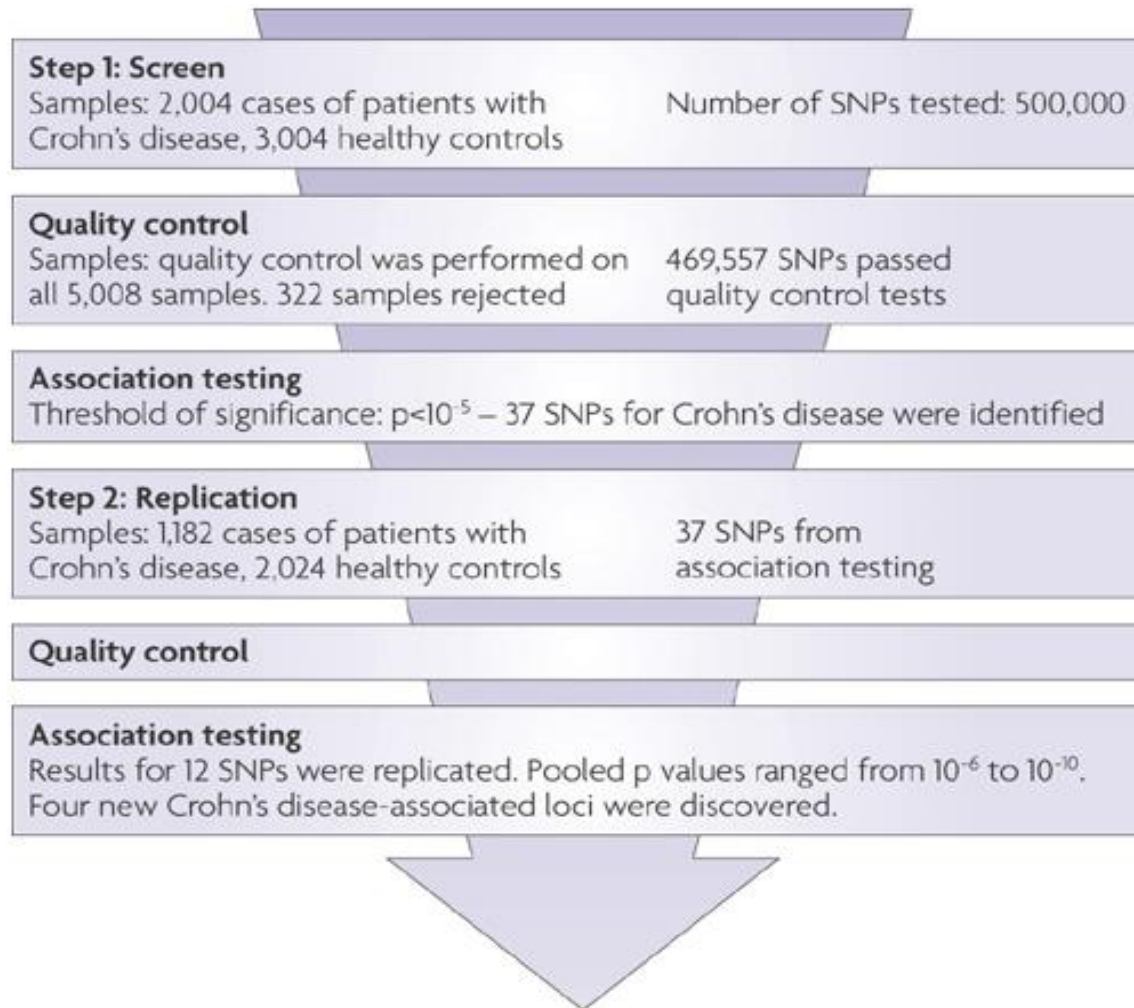 Step 1: Screen
Samples: 2,004 cases of patients with
Crohn's disease, 3,004 healthy controls
Number of SNPs tested: 500,000
Quality control
Samples: quality control was performed on
all 5,008 samples. 322 samples rejected
469,557 SNPs passed
quality control tests
Association testing
Threshold of significance: p<10⁻⁵ – 37 SNPs for Crohn's disease were identified
Step 2: Replication
Samples: 1,182 cases of patients with
Crohn's disease, 2,024 healthy controls
37 SNPs from
association testing
Quality control
Association testing
Results for 12 SNPs were replicated. Pooled p values ranged from 10⁻⁶ to 10⁻¹⁰.
Four new Crohn's disease-associated loci were discovered.